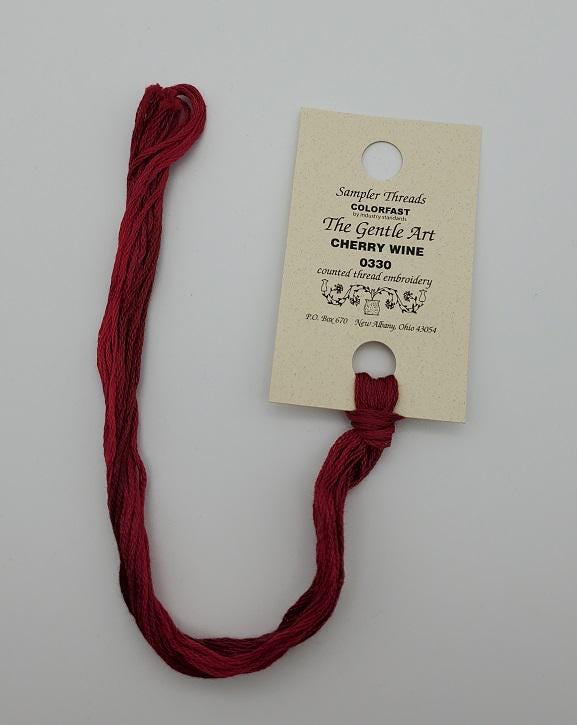 Sampler Threads
COLORFAST
by industry standards
The Gentle Art
CHERRY WINE
0330
counted thread embroidery
P.O. Box 670 New Albany, Ohio 43054